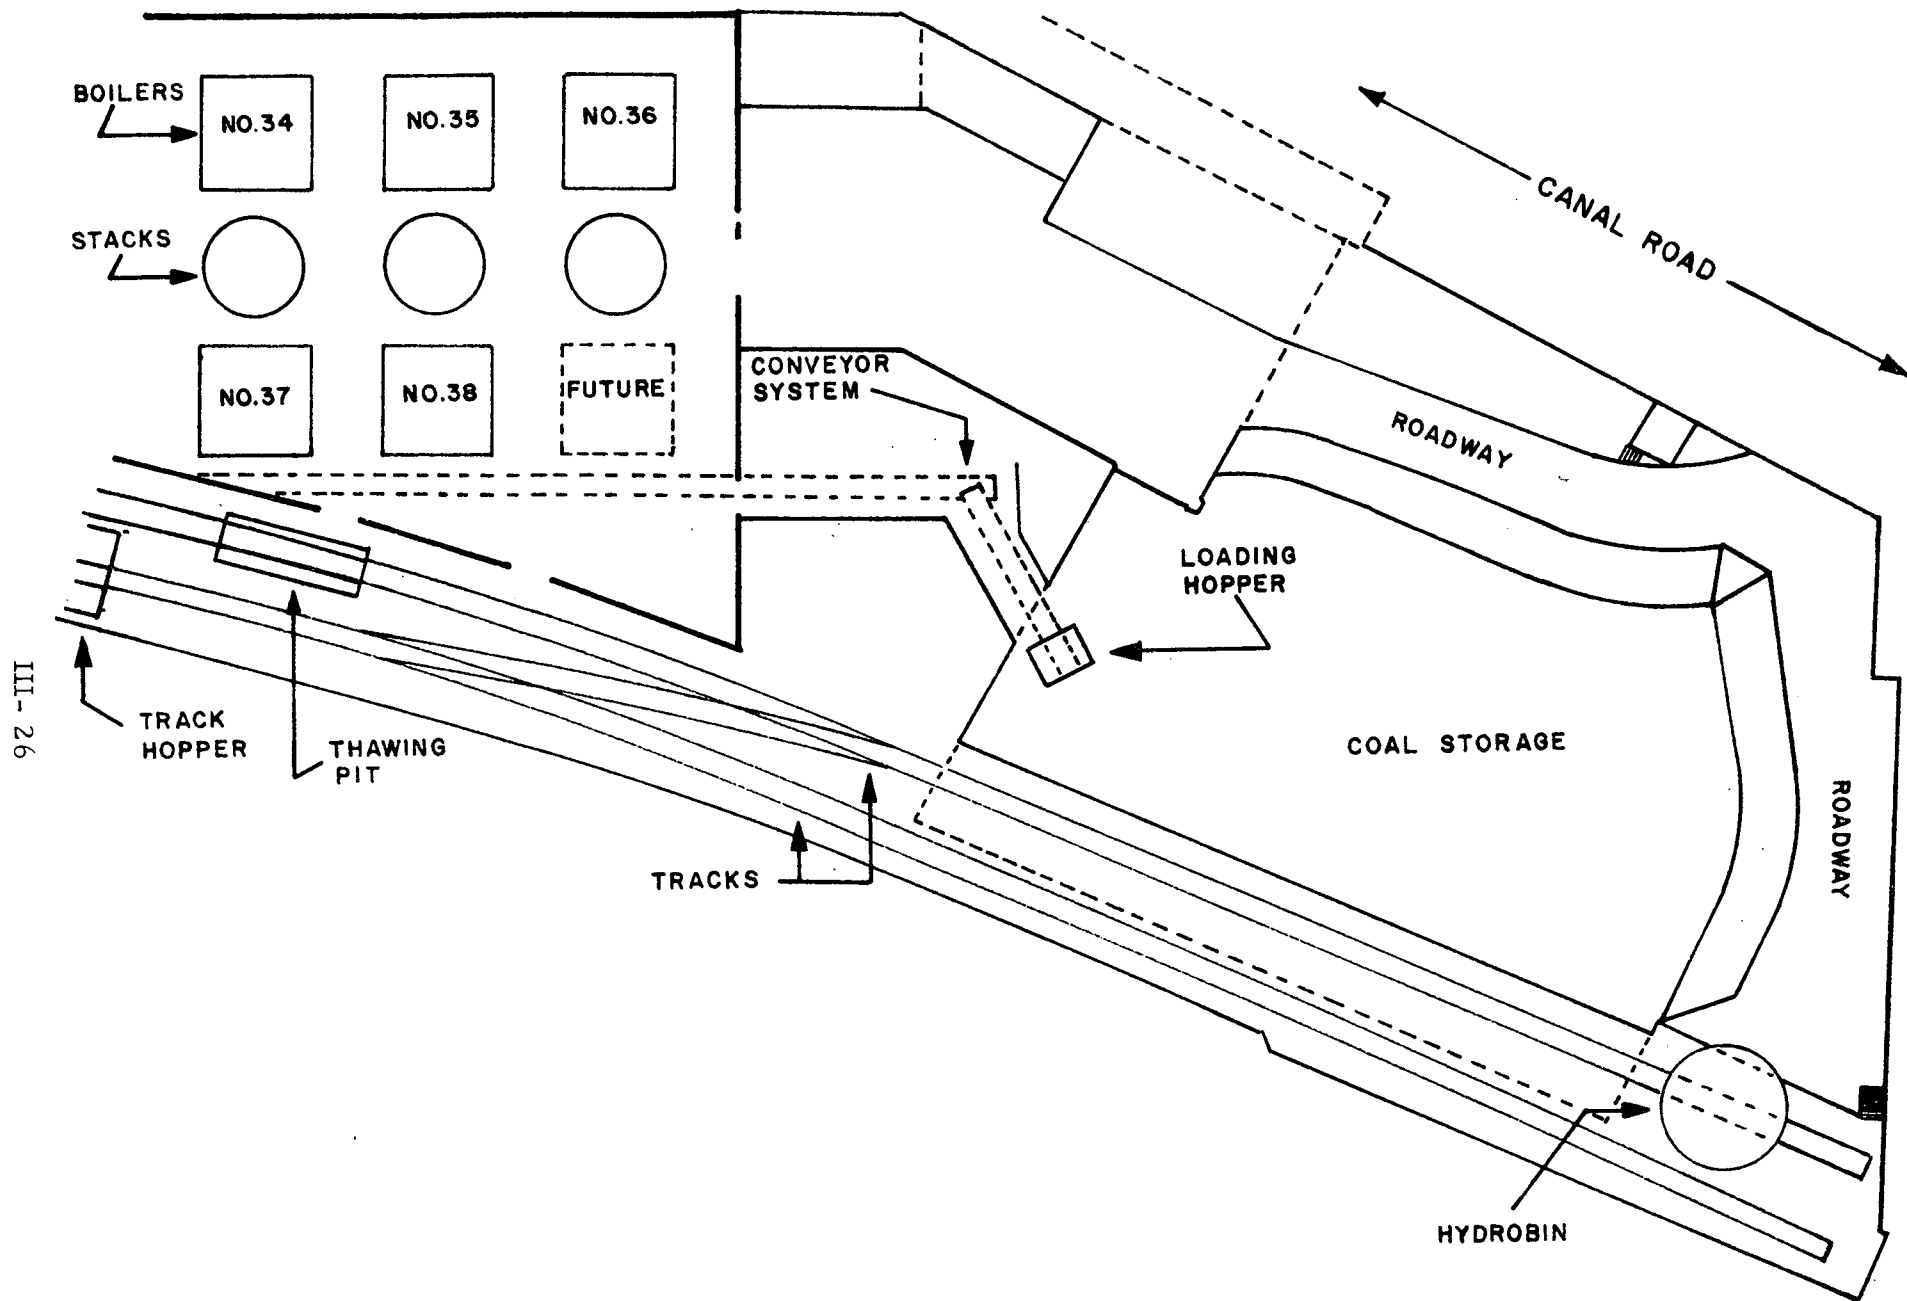 BOILERS
NO.34
NO.35
NO.36
CANAL ROAD
STACKS
NO.37
NO.38
FUTURE
CONVEYOR
SYSTEM
ROADWAY
LOADING
HOPPER
TRACK
HOPPER
THAWING
PIT
COAL STORAGE
ROADWAY
TRACKS
HYDROBIN
III-26